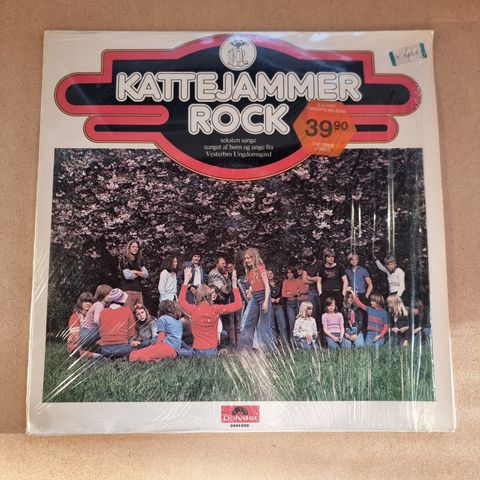 KATTEJAMMER
ROCK
seksten sange
sunget af børn og unge fra
Vesterbro Ungdomsgård
39 90
Polydor
2444 045